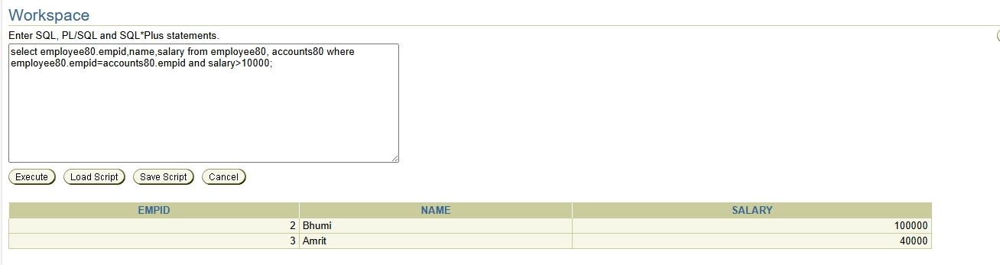 Workspace
Enter SQL, PL/SQL and SQL*Plus statements.
select employee80.empid,name,salary from employee80, accounts80 where
employee80.empid=accounts80.empid and salary>10000;
Execute Load Script Save Script Cancel
EMPID NAME SALARY
2 Bhumi 100000
3 Amrit 40000